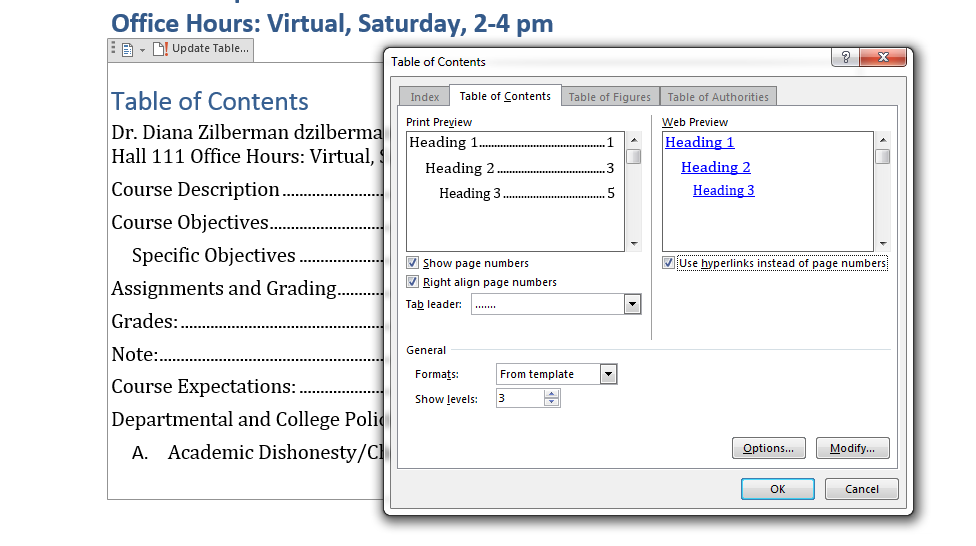 Office Hours: Virtual, Saturday, 2-4 pm
Update Table...
Table of Contents
Dr. Diana Zilberman
Hall 111 Office Hours: Virtual,
Course Description
Course Objectives
Specific Objectives
Assignments and Grading
Grades:
Note:
Course Expectations:
Departmental and College
A. Academic
Table of Contents
?
Index
Table of Contents
Table of Figures
Table of Authorities
Print Preview
Heading 1 1
Heading 2 3
Heading 3 5
Show page numbers
Right align page numbers
Tab leader: .......
Web Preview
Heading 1
Heading 2
Heading 3
Use hyperlinks instead of page numbers
General
Formats: From template
Show levels: 3
Options... Modify...
OK Cancel